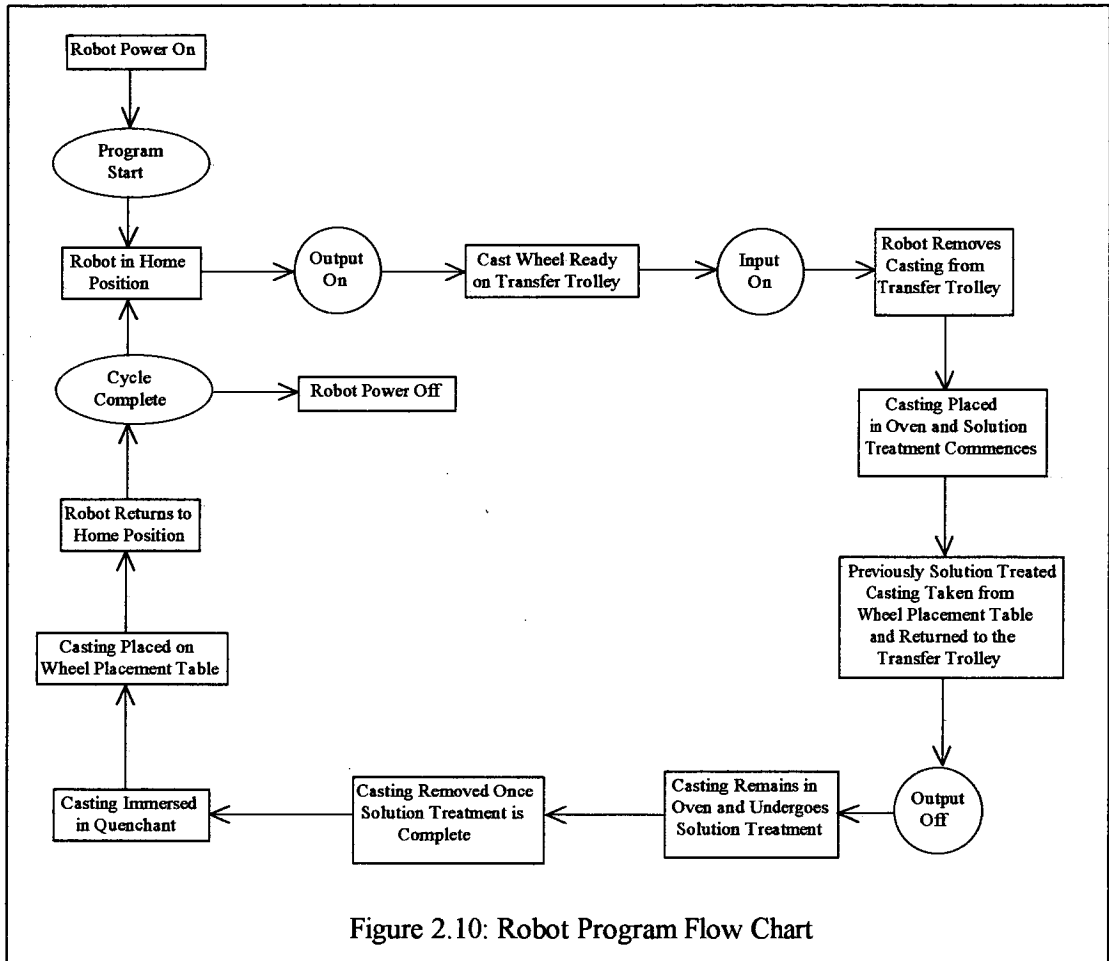 Robot Power On
Program
Start
Robot in Home
Position
Output
On
Cast Wheel Ready
on Transfer Trolley
Input
On
Robot Removes
Casting from
Transfer Trolley
Casting Placed
in Oven and Solution
Treatment Commences
Previously Solution Treated
Casting Taken from
Wheel Placement Table
and Returned to the
Transfer Trolley
Output
Off
Casting Remains in
Oven and Undergoes
Solution Treatment
Casting Removed Once
Solution Treatment is
Complete
Casting Immersed
in Quenchant
Casting Placed on
Wheel Placement Table
Robot Returns to
Home Position
Cycle
Complete
Robot Power Off
Figure 2.10: Robot Program Flow Chart